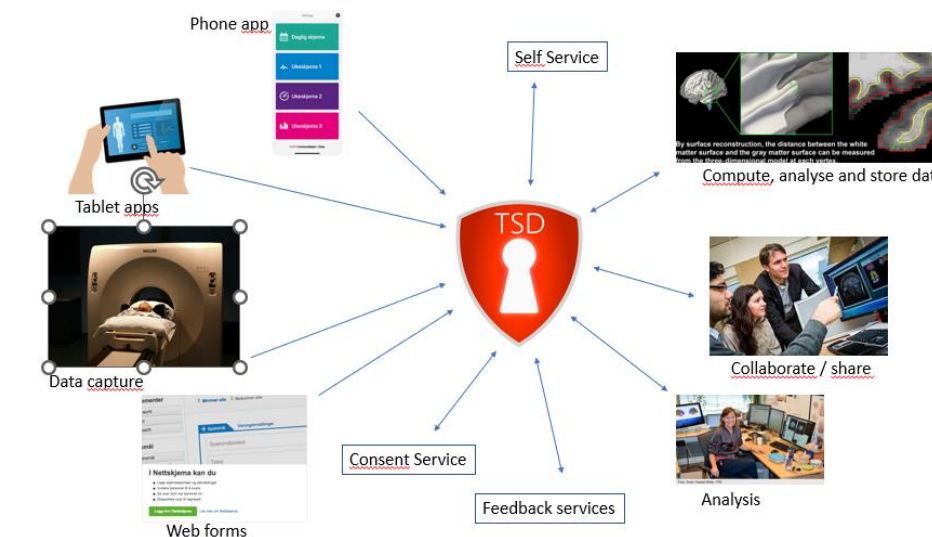 Phone app
Daglig skjema
Ukeskjema 1
Ukeskjema 2
Ukeskjema 3
Self Service
By surface reconstruction, the distance between the white
matter surface and the gray matter surface can be measured
from the three-dimensional model at each vertex.
Compute, analyse and store dat
Tablet apps
TSD
PHILIPS
Data capture
Collaborate / share
I Nettskjema kan du
Web forms
Consent Service
Feedback services
Analysis